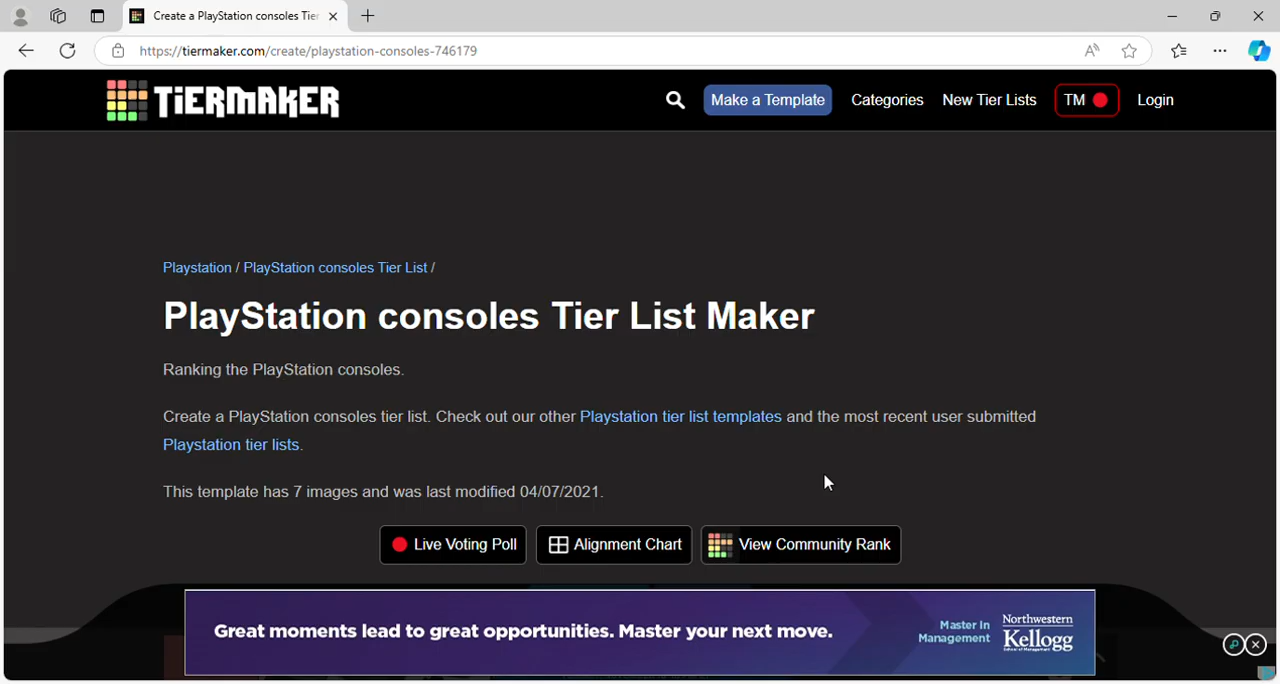 Create a PlayStation consoles Tier
https://tiermaker.com/create/playstation-consoles-746179
TiERMAKER
Make a Template
Categories
New Tier Lists
TM
Login
Playstation / PlayStation consoles Tier List /
PlayStation consoles Tier List Maker
Ranking the PlayStation consoles.
Create a PlayStation consoles tier list. Check out our other Playstation tier list templates and the most recent user submitted
Playstation tier lists.
This template has 7 images and was last modified 04/07/2021.
Live Voting Poll
Alignment Chart
View Community Rank
Great moments lead to great opportunities. Master your next move.
Master in
Management
Northwestern
Kellogg